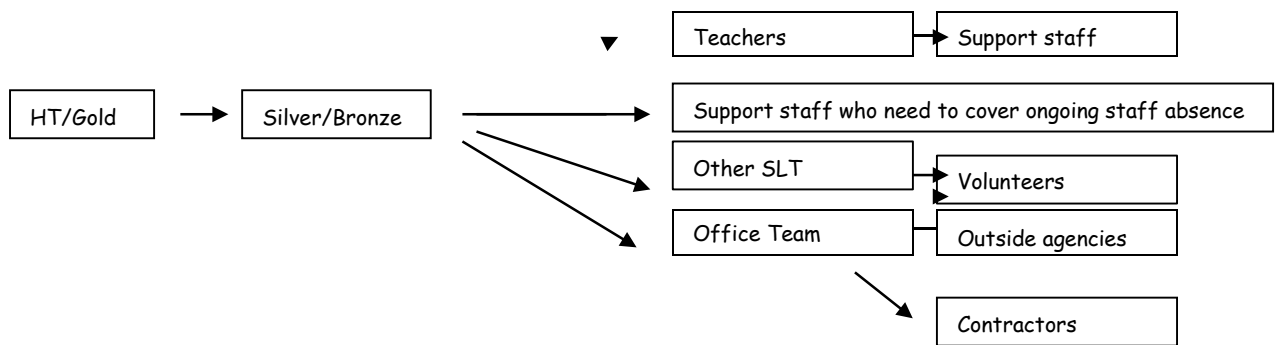 Teachers
Support staff
HT/Gold
Silver/Bronze
Support staff who need to cover ongoing staff absence
Other SLT
Volunteers
Office Team
Outside agencies
Contractors